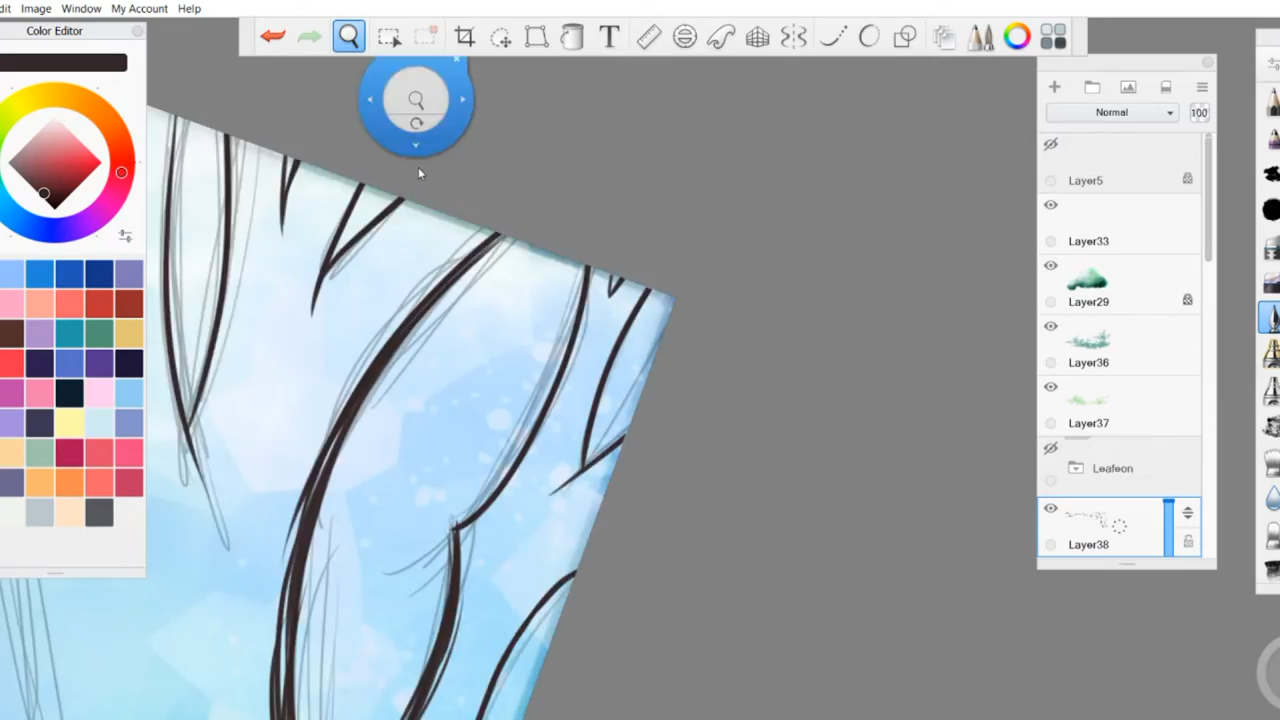 dit Image Window My Account Help
Color Editor
T
Normal
100
Layer5
Layer33
Layer29
Layer36
Layer37
Leafeon
Layer38